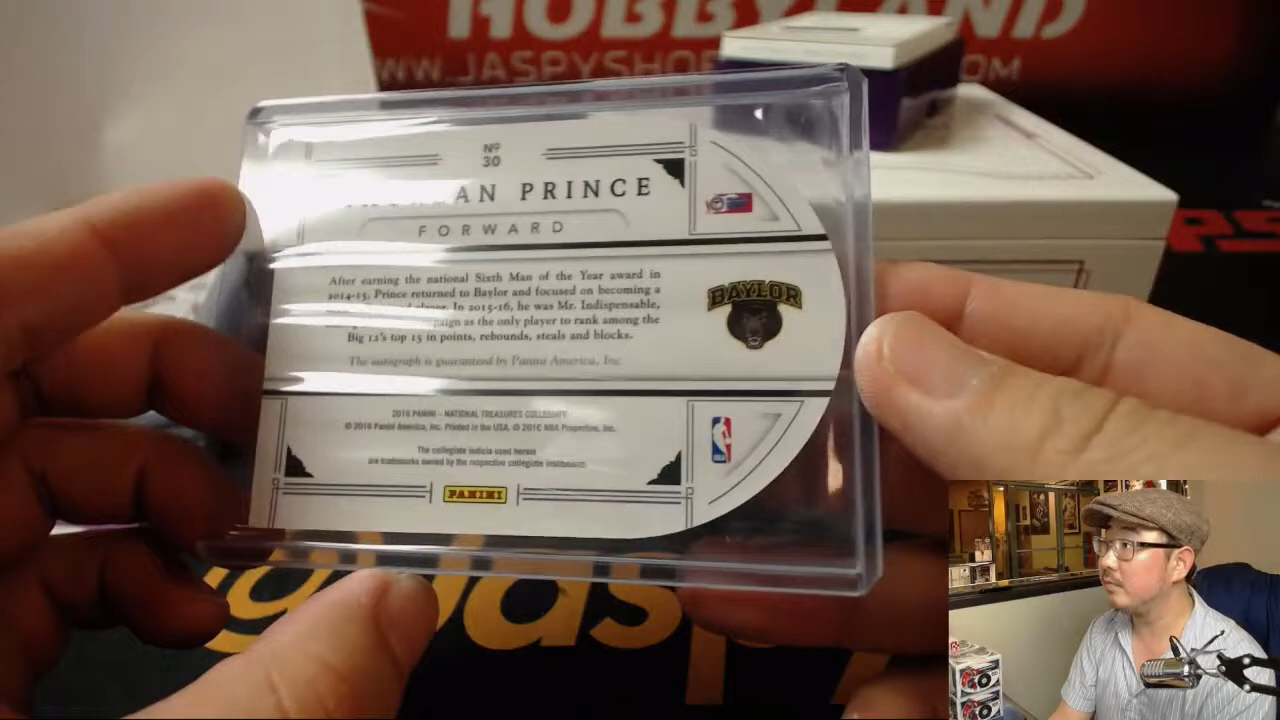 HOBBYLAND
WWW.JASPYSHO
OM
Nº
30
AN PRINCE
FORWARD
After earning the national Sixth Man of the Year award in
2014-15, Prince returned to Baylor and focused on becoming a
player. In 2015-16, he was Mr. Indispensable,
as the only player to rank among the
Big 12's top 15 in points, rebounds, steals and blocks.
The autograph is guaranteed by Panini America, Inc.
BAYLOR
2016 PANINI – NATIONAL TREASURES COLLEGIATE
© 2016 Panini America, Inc. Printed in the USA. © 2016 NBA Properties, Inc.
The collegiate indicia used herein
are trademarks owned by the respective collegiate institutions
PANINI
jasp